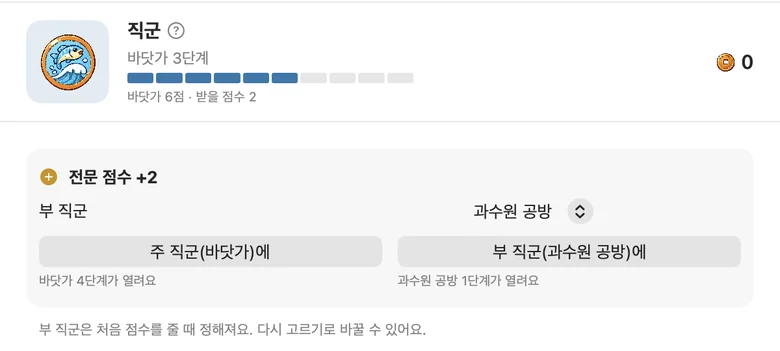 직군 ?
바닷가 3단계
바닷가 6점 · 받을 점수 2
0
전문 점수 +2
부 직군
과수원 공방
주 직군(바닷가)에
부 직군(과수원 공방)에
바닷가 4단계가 열려요
과수원 공방 1단계가 열려요
부 직군은 처음 점수를 줄 때 정해져요. 다시 고르기로 바꿀 수 있어요.